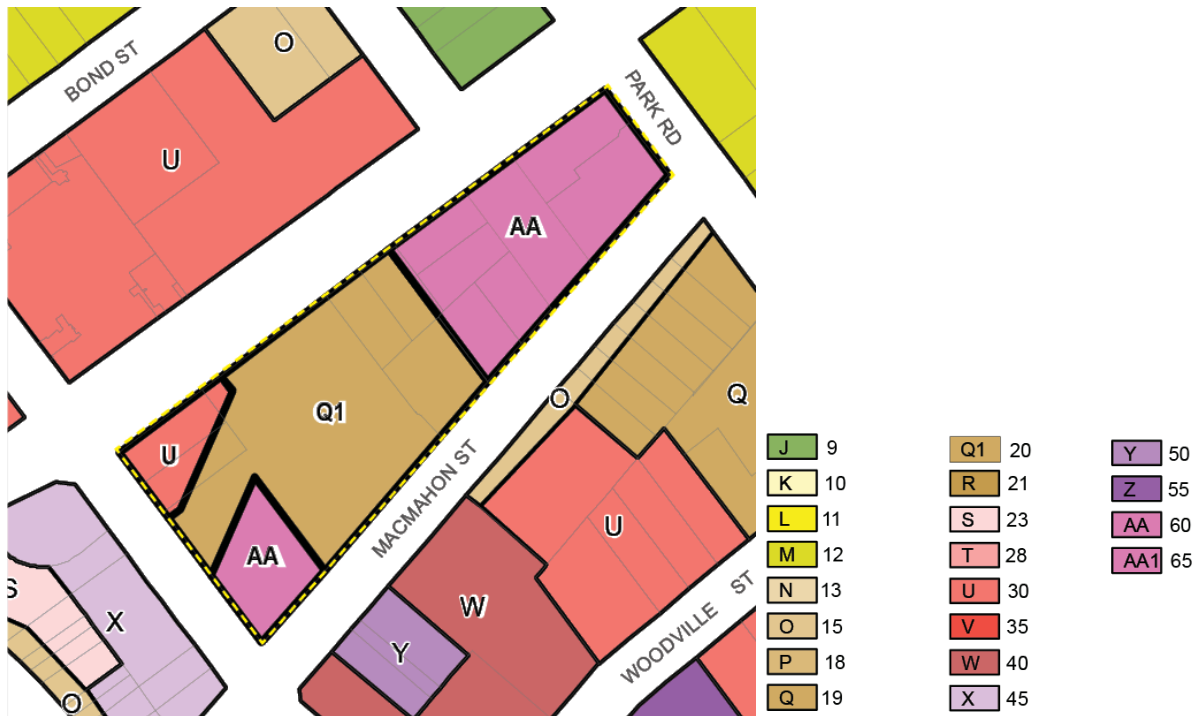 BOND ST
O
PARK RD
U
AA
Q1
O
Q
U
MACMAHON ST
AA
U
S
X
W
Y
WOODVILLE ST
O
J 9
K 10
L 11
M 12
N 13
O 15
P 18
Q 19
Q1 20
R 21
S 23
T 28
U 30
V 35
W 40
X 45
Y 50
Z 55
AA 60
AA1 65